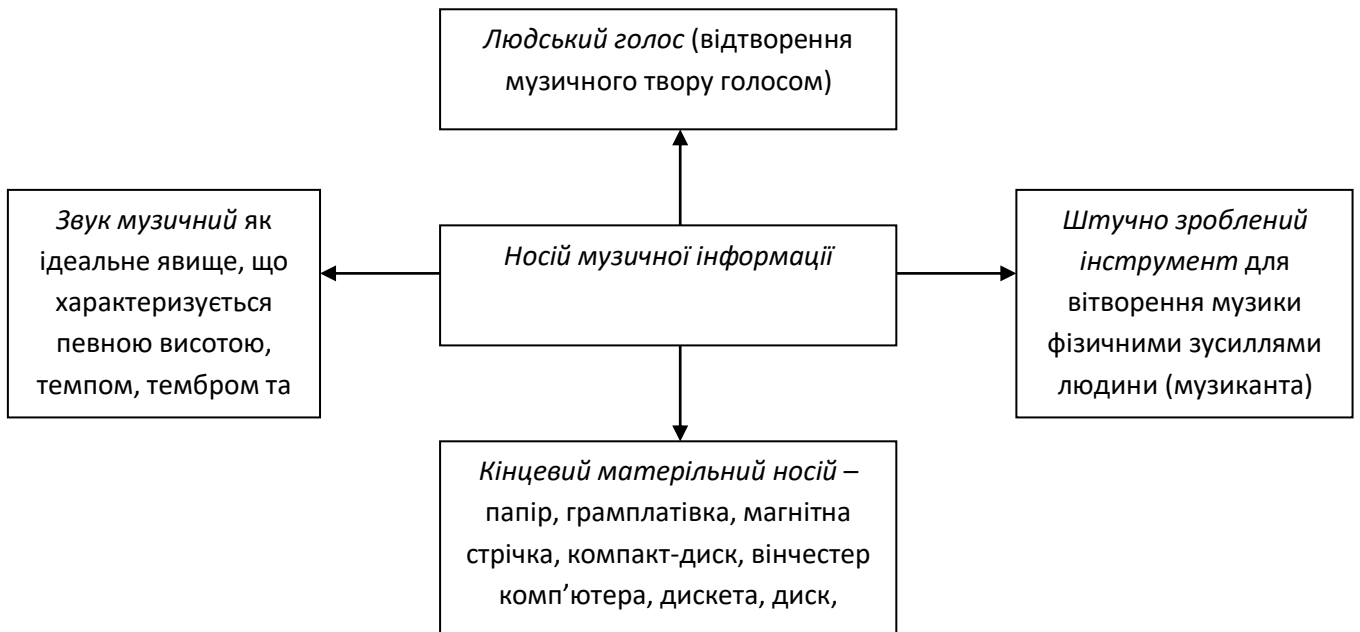 Людський голос (відтворення
музичного твору голосом)
Звук музичний як
ідеальне явище, що
характеризується
певною висотою,
темпом, тембром та
Носій музичної інформації
Штучно зроблений
інструмент для
вітворення музики
фізичними зусиллями
людини (музиканта)
Кінцевий матерільний носій –
папір, грамплатівка, магнітна
стрічка, компакт-диск, вінчестер
комп’ютера, дискета, диск,